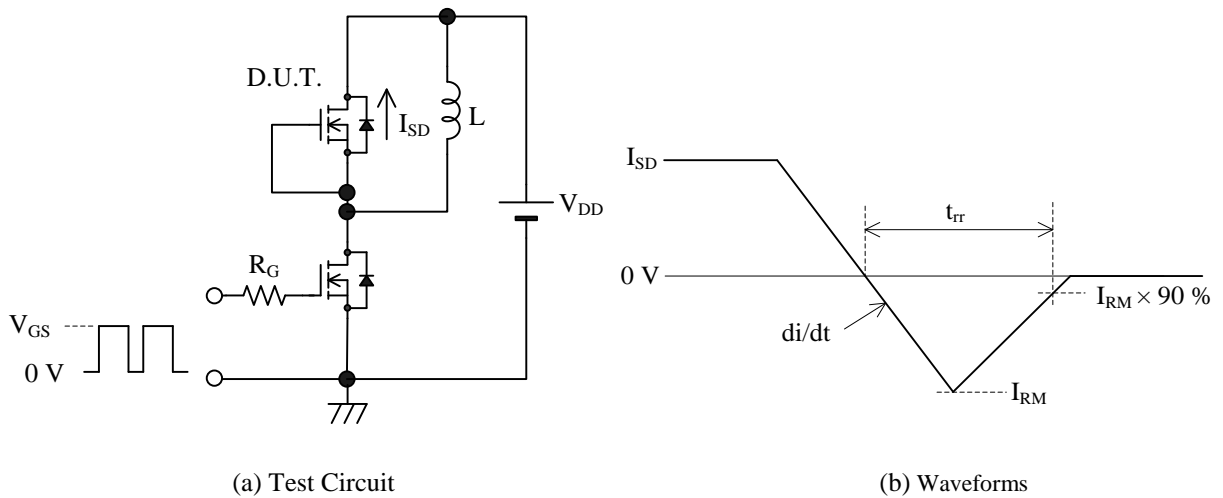 D.U.T.
I_SD
L
V_DD
R_G
V_GS
0 V
(a) Test Circuit
I_SD
t_rr
0 V
I_RM × 90 %
di/dt
I_RM
(b) Waveforms